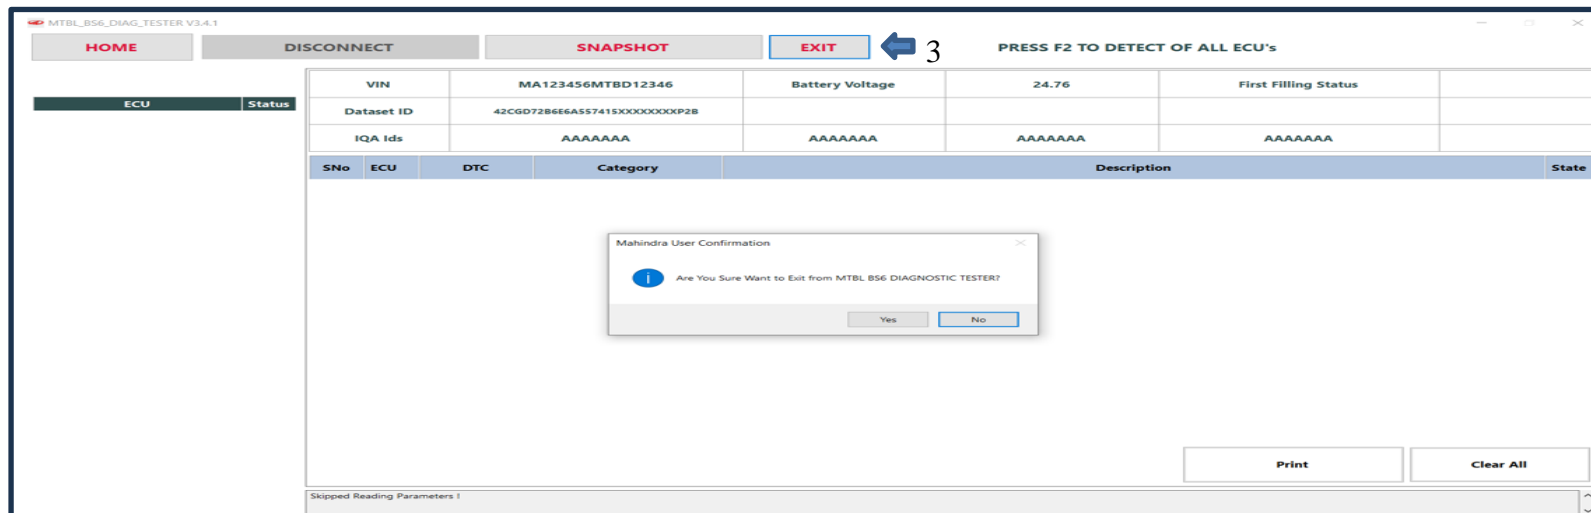 MTBL_BS6_DIAG_TESTER V3.4.1
HOME DISCONNECT SNAPSHOT EXIT 3 PRESS F2 TO DETECT OF ALL ECU's
ECU Status
VIN MA123456MTBD12346 Battery Voltage 24.76 First Filling Status
Dataset ID 42CGD72B6E6A557415XXXXXXXXP2B
IQA Ids AAAAAAA AAAAAAA AAAAAAA AAAAAAA
SNo ECU DTC Category Description State
Mahindra User Confirmation
i Are You Sure Want to Exit from MTBL BS6 DIAGNOSTIC TESTER?
Yes No
Print Clear All
Skipped Reading Parameters !